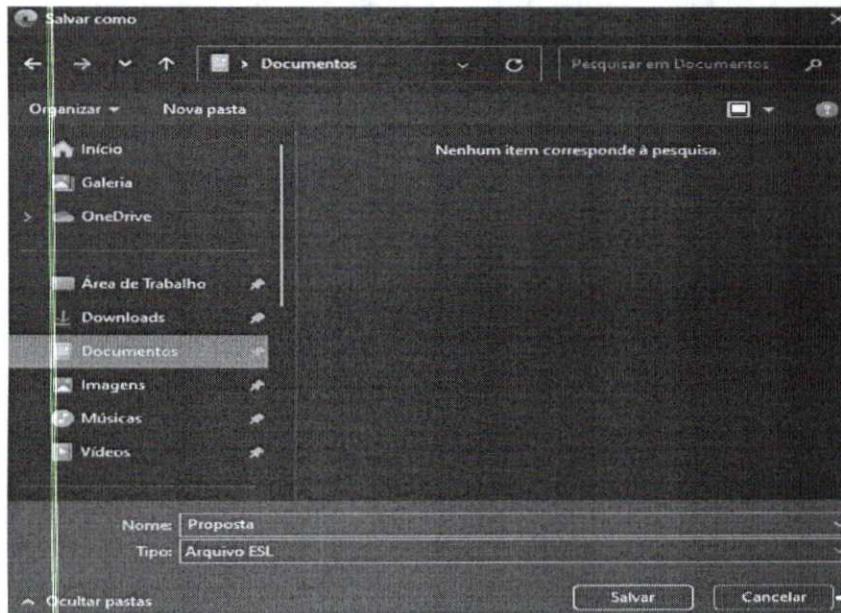 Salvar como
Documentos
Pesquisar em Documentos
Organizar
Nova pasta
Início
Nenhum item corresponde à pesquisa.
Galeria
OneDrive
Área de Trabalho
Downloads
Documentos
Imagens
Músicas
Vídeos
Nome: Proposta
Tipo: Arquivo ESL
Ocultar pastas
Salvar
Cancelar